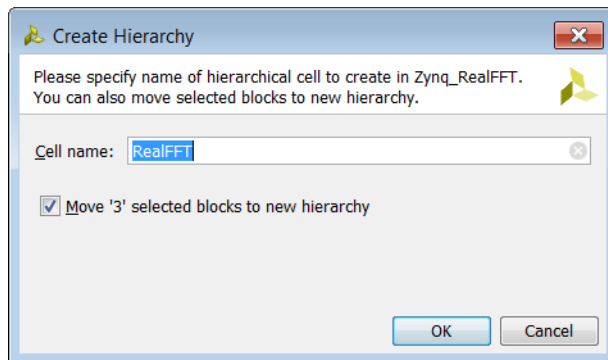 Create Hierarchy
Please specify name of hierarchical cell to create in Zynq_RealFFT.
You can also move selected blocks to new hierarchy.
Cell name: RealFFT
Move '3' selected blocks to new hierarchy
OK Cancel